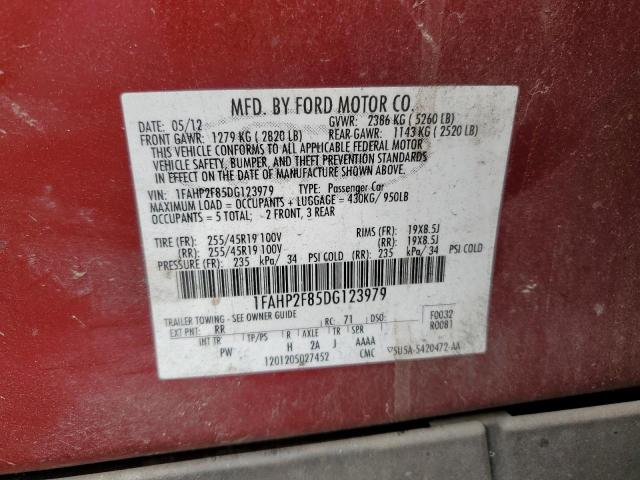 MFD. BY FORD MOTOR CO.
DATE: 05/12 GVWR: 2386 KG ( 5260 LB)
FRONT GAWR: 1279 KG ( 2820 LB) REAR GAWR: 1143 KG ( 2520 LB)
THIS VEHICLE CONFORMS TO ALL APPLICABLE FEDERAL MOTOR
VEHICLE SAFETY, BUMPER, AND THEFT PREVENTION STANDARDS
IN EFFECT ON THE DATE OF MANUFACTURE SHOWN ABOVE.
VIN: 1FAHP2F85DG123979 TYPE: Passenger Car
MAXIMUM LOAD = OCCUPANTS + LUGGAGE = 430KG/ 950LB
OCCUPANTS = 5 TOTAL; 2 FRONT, 3 REAR
TIRE (FR): 255/45R19 100V RIMS (FR): 19X8.5J
(RR): 255/45R19 100V (RR): 19X8.5J
PRESSURE (FR): 235 kPa/ 34 PSI COLD (RR): 235 kPa/ 34 PSI COLD
1FAHP2F85DG123979
TRAILER TOWING - SEE OWNER GUIDE
EXT PNT: RR RC: 71 DSO: F0032
INT TR TP/PS R AXLE TR SPR R0081
PW H 2A J AAAA
1201205027452 CMC 5U5A-5420472-AA